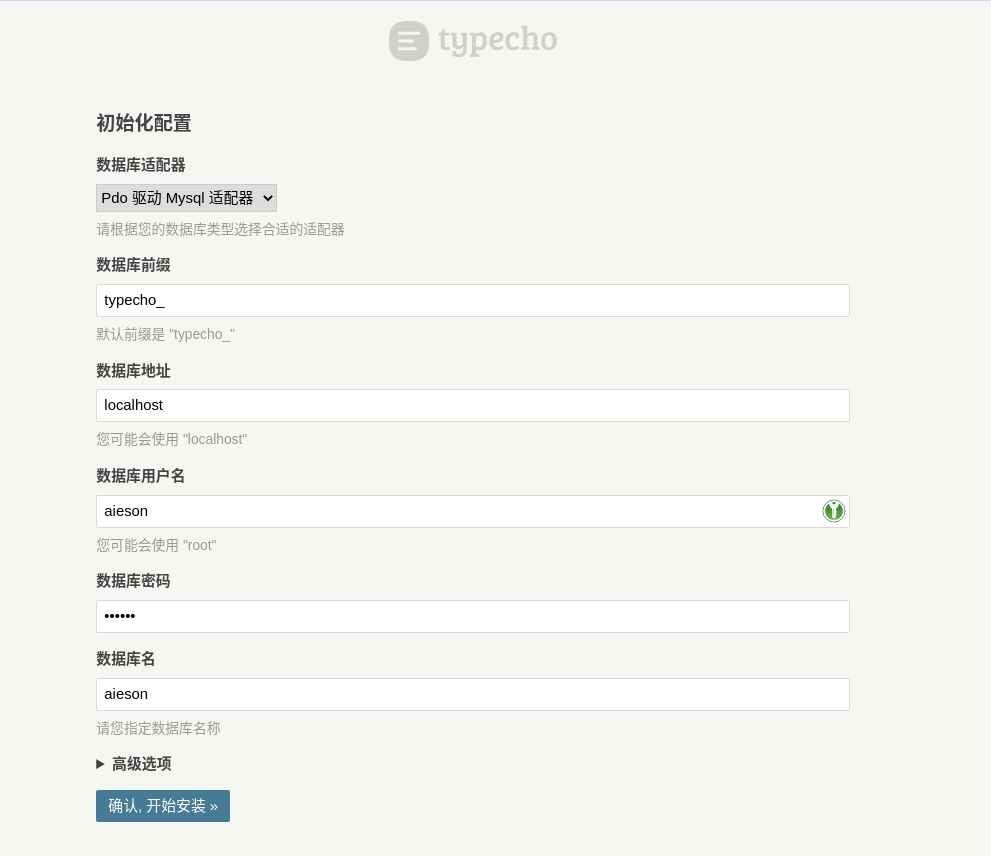 typecho
初始化配置
数据库适配器
Pdo 驱动 Mysql 适配器
请根据您的数据库类型选择合适的适配器
数据库前缀
typecho_
默认前缀是 "typecho_"
数据库地址
localhost
您可能会使用 "localhost"
数据库用户名
aieson
您可能会使用 "root"
数据库密码
••••••
数据库名
aieson
请您指定数据库名称
高级选项
确认, 开始安装 »